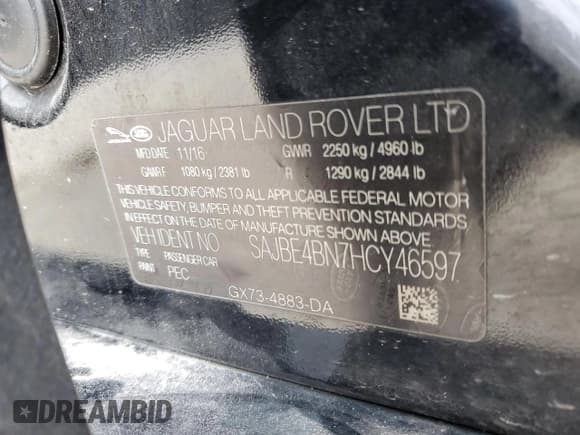 JAGUAR LAND ROVER LTD
MFD DATE 11/16 GVWR 2250 kg / 4960 lb
GAWR F 1080 kg / 2381 lb R 1290 kg / 2844 lb
THIS VEHICLE CONFORMS TO ALL APPLICABLE FEDERAL MOTOR
VEHICLE SAFETY, BUMPER AND THEFT PREVENTION STANDARDS
IN EFFECT ON THE DATE OF MANUFACTURE SHOWN ABOVE
VEH IDENT NO SAJBE4BN7HCY46597
TYPE PASSENGER CAR
PAINT PEC
GX73-4883-DA
DREAMBID